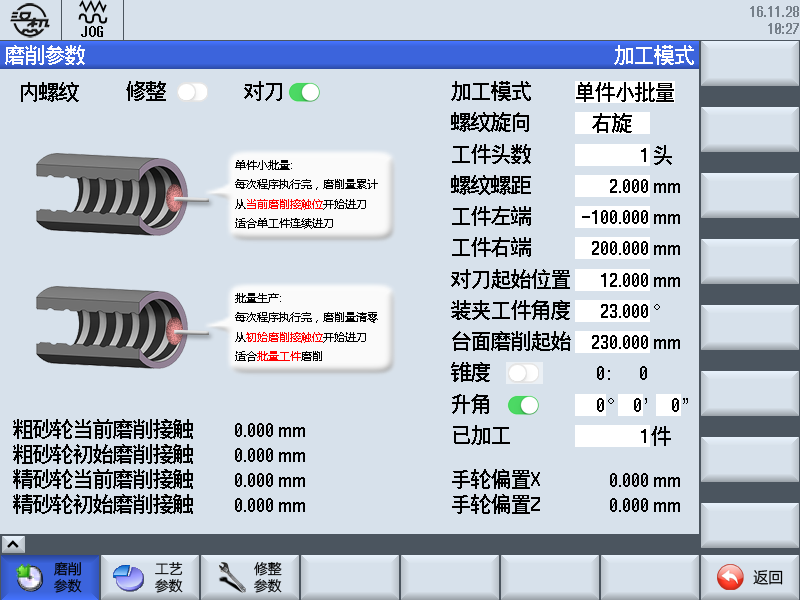 汉机
JOG
16.11.28
10:27
磨削参数 加工模式
内螺纹 修整 对刀
单件小批量:
每次程序执行完，磨削量累计
从当前磨削接触位开始进刀
适合单工件连续进刀
批量生产:
每次程序执行完，磨削量清零
从初始磨削接触位开始进刀
适合批量工件磨削
粗砂轮当前磨削接触 0.000 mm
粗砂轮初始磨削接触 0.000 mm
精砂轮当前磨削接触 0.000 mm
精砂轮初始磨削接触 0.000 mm
加工模式 单件小批量
螺纹旋向 右旋
工件头数 1 头
螺纹螺距 2.000 mm
工件左端 -100.000 mm
工件右端 200.000 mm
对刀起始位置 12.000 mm
装夹工件角度 23.000 °
台面磨削起始 230.000 mm
锥度 0: 0
升角 0° 0' 0"
已加工 1件
手轮偏置X 0.000 mm
手轮偏置Z 0.000 mm
磨削
参数
工艺
参数
修整
参数
返回